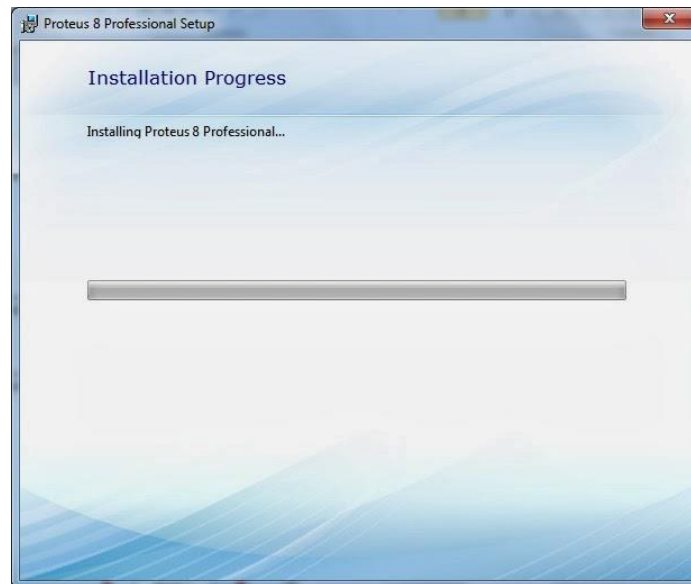 Proteus 8 Professional Setup
Installation Progress
Installing Proteus 8 Professional...